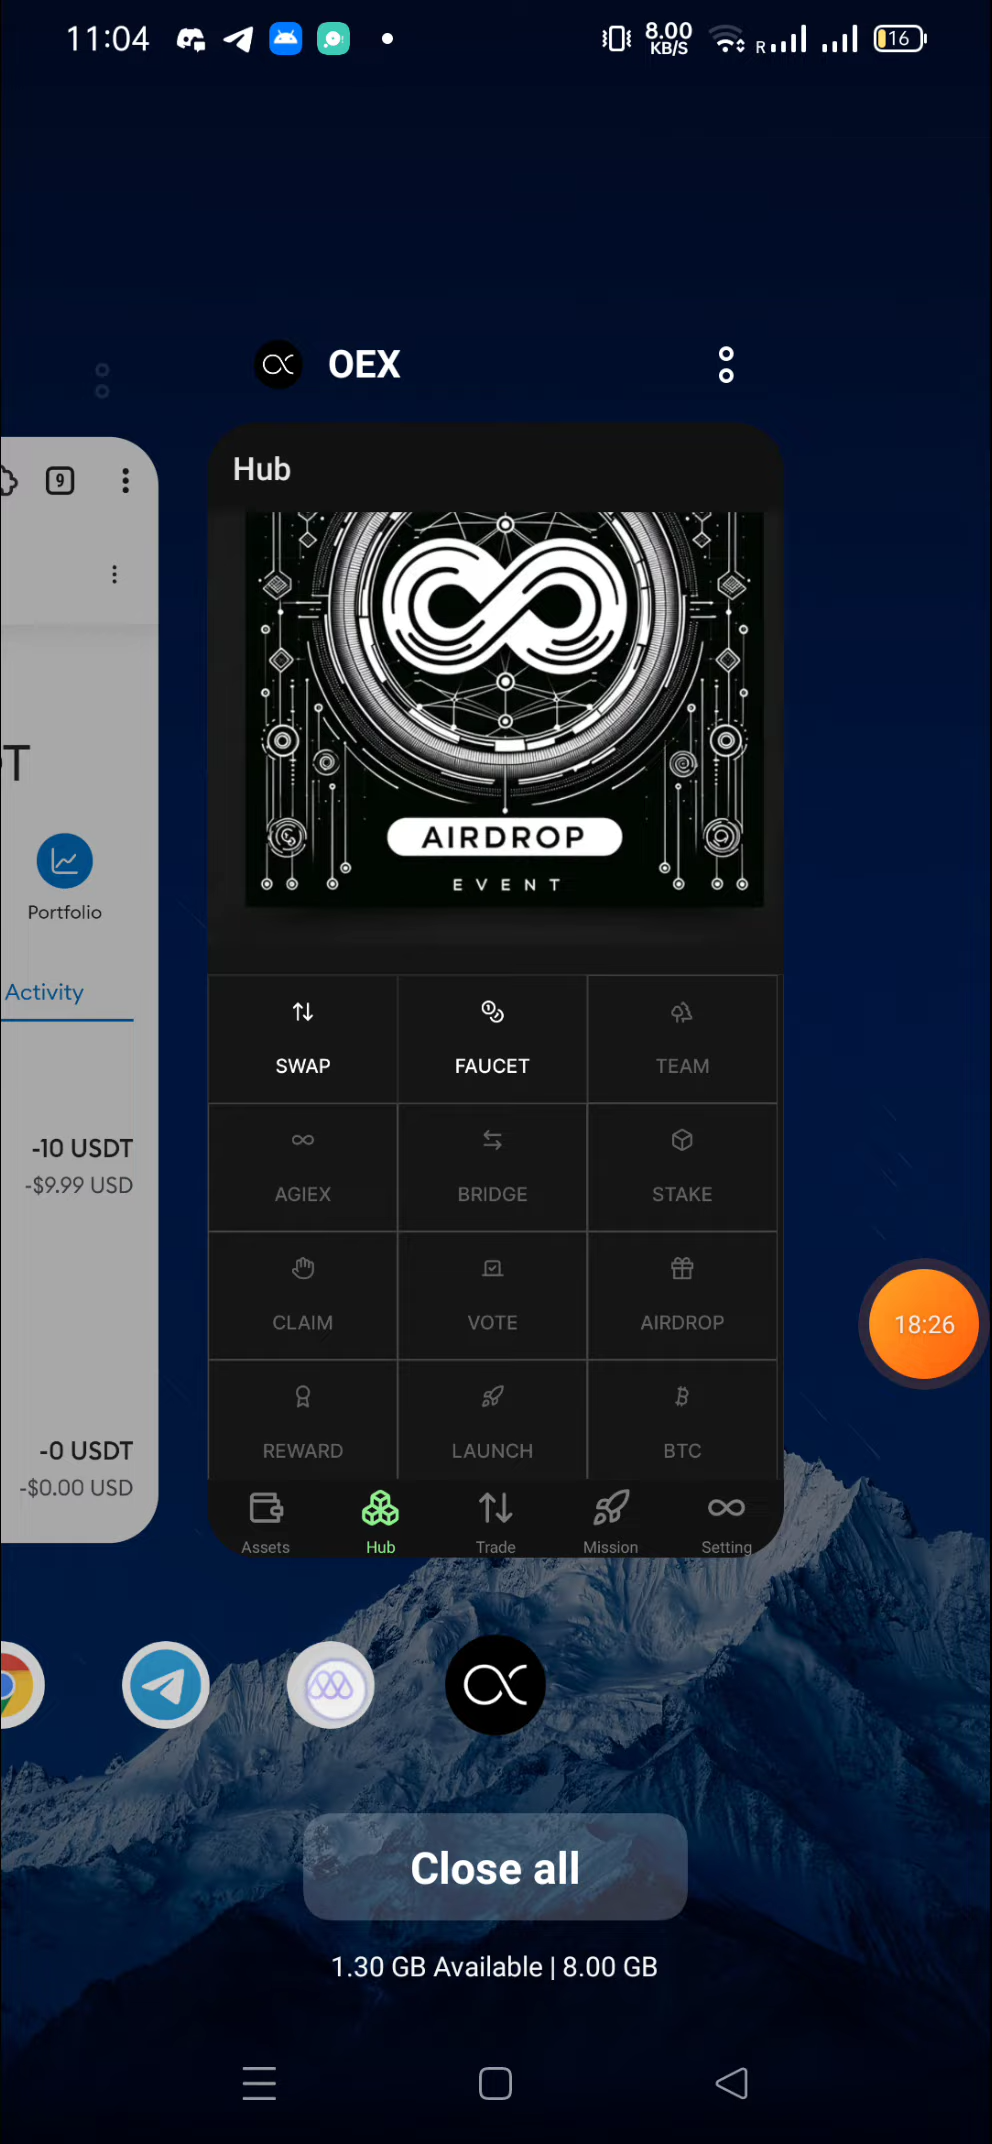 11:04
8.00
KB/S
R
16
OEX
Hub
9
T
Portfolio
Activity
-10 USDT
-$9.99 USD
-0 USDT
-$0.00 USD
AIRDROP
EVENT
SWAP
FAUCET
TEAM
AGIEX
BRIDGE
STAKE
CLAIM
VOTE
AIRDROP
REWARD
LAUNCH
BTC
Assets
Hub
Trade
Mission
Setting
18:26
Close all
1.30 GB Available | 8.00 GB